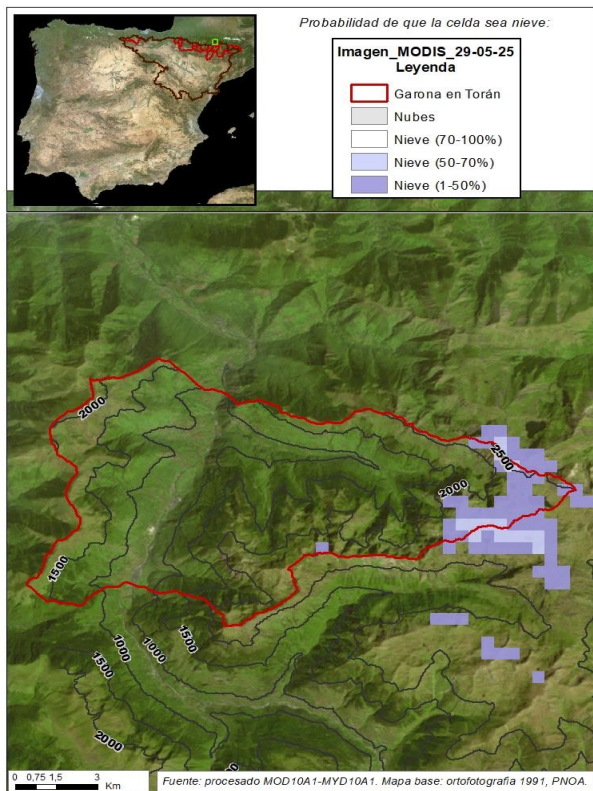 Probabilidad de que la celda sea nieve:
Imagen_MODIS_29-05-25
Leyenda
Garona en Torán
Nubes
Nieve (70-100%)
Nieve (50-70%)
Nieve (1-50%)
2000
2500
2000
1500
1000
1000
1500
1500
2000
0 0,75 1,5 3
Km
Fuente: procesado MOD10A1-MYD10A1. Mapa base: ortofotografia 1991, PNOA.